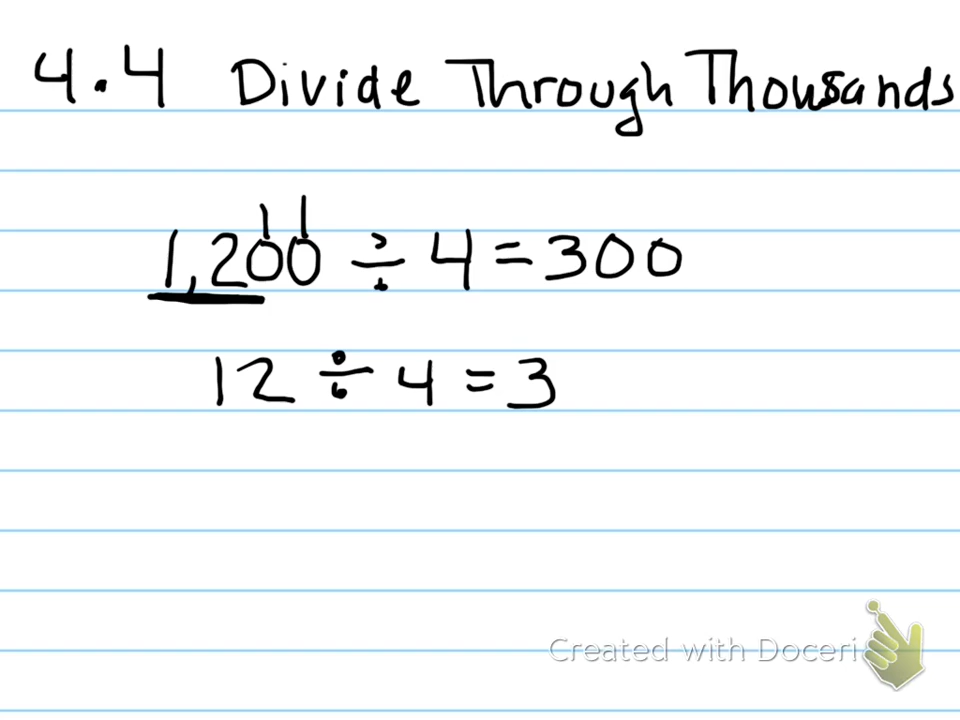 4.4 Divide Through Thousands
1,200 ÷ 4 = 300
12 ÷ 4 = 3
Created with Doceri